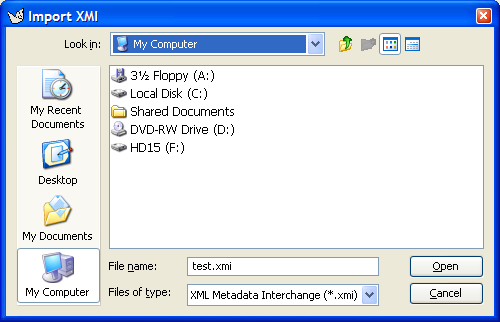 Import XMI
Look in: My Computer
3½ Floppy (A:)
Local Disk (C:)
Shared Documents
DVD-RW Drive (D:)
HD15 (F:)
My Recent
Documents
Desktop
My Documents
My Computer
File name: test.xmi Open
Files of type: XML Metadata Interchange (*.xmi) Cancel